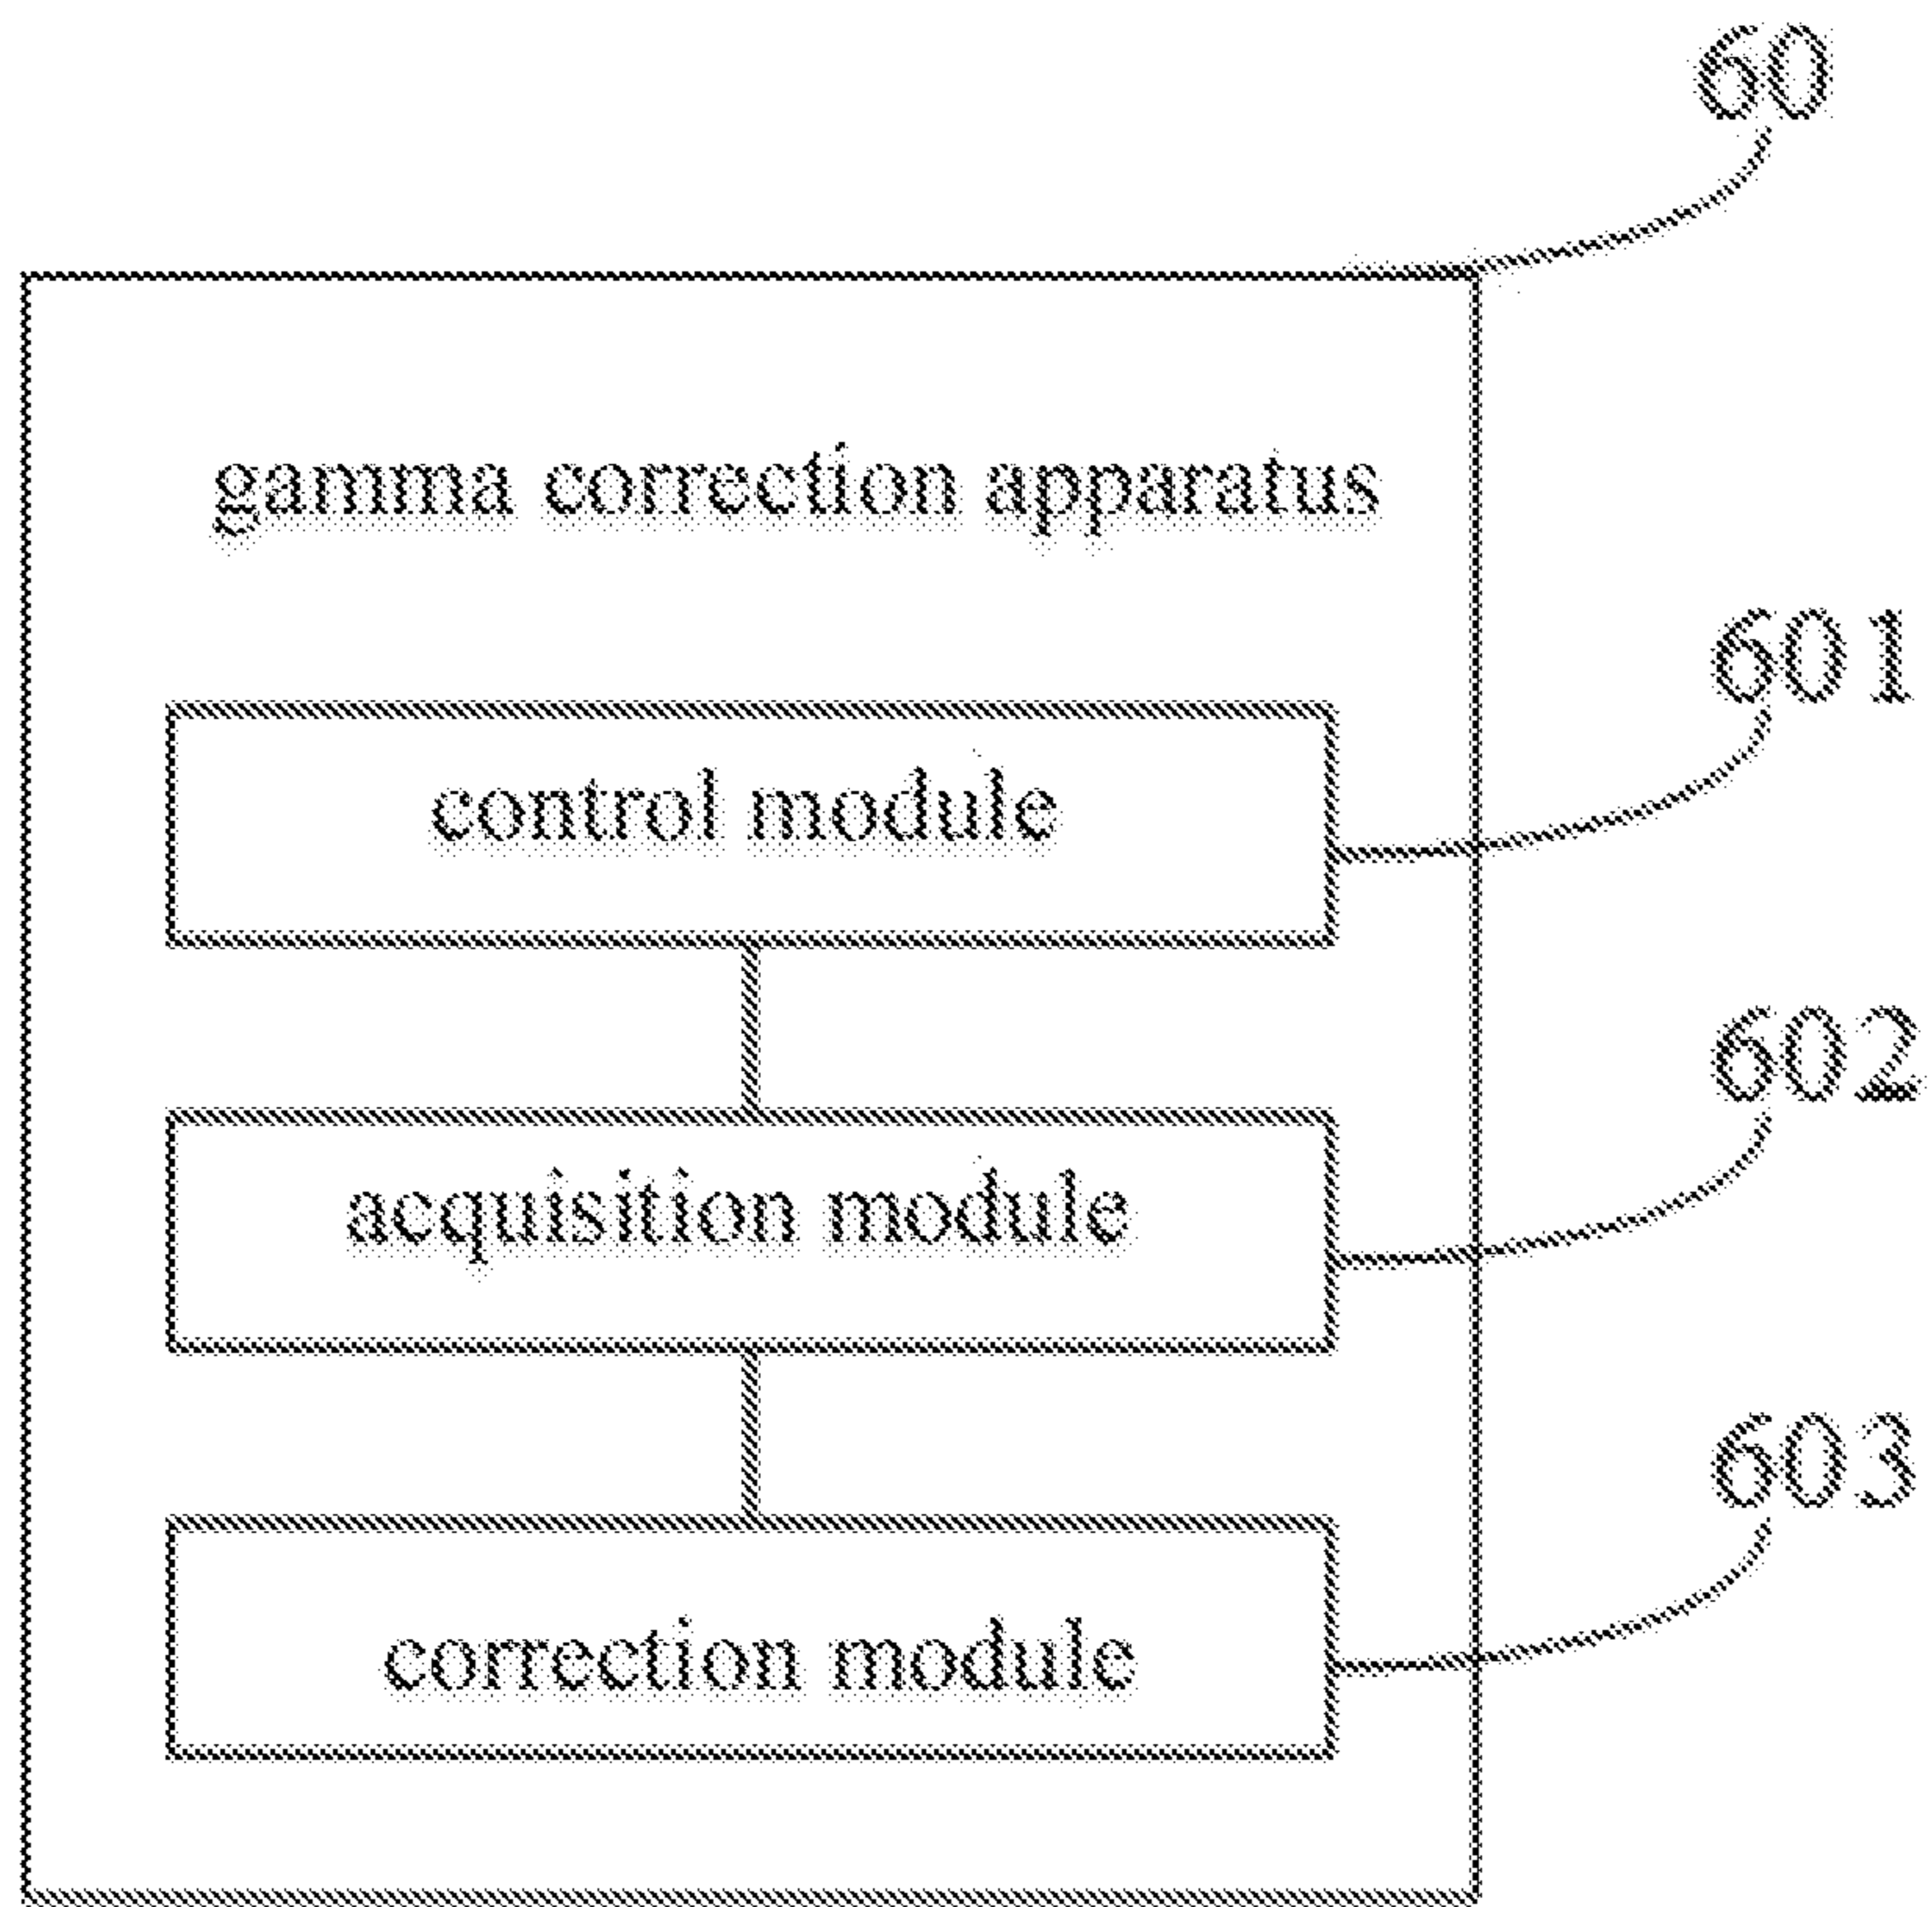 60
gamma correction apparatus
601
control module
602
acquisition module
603
correction module